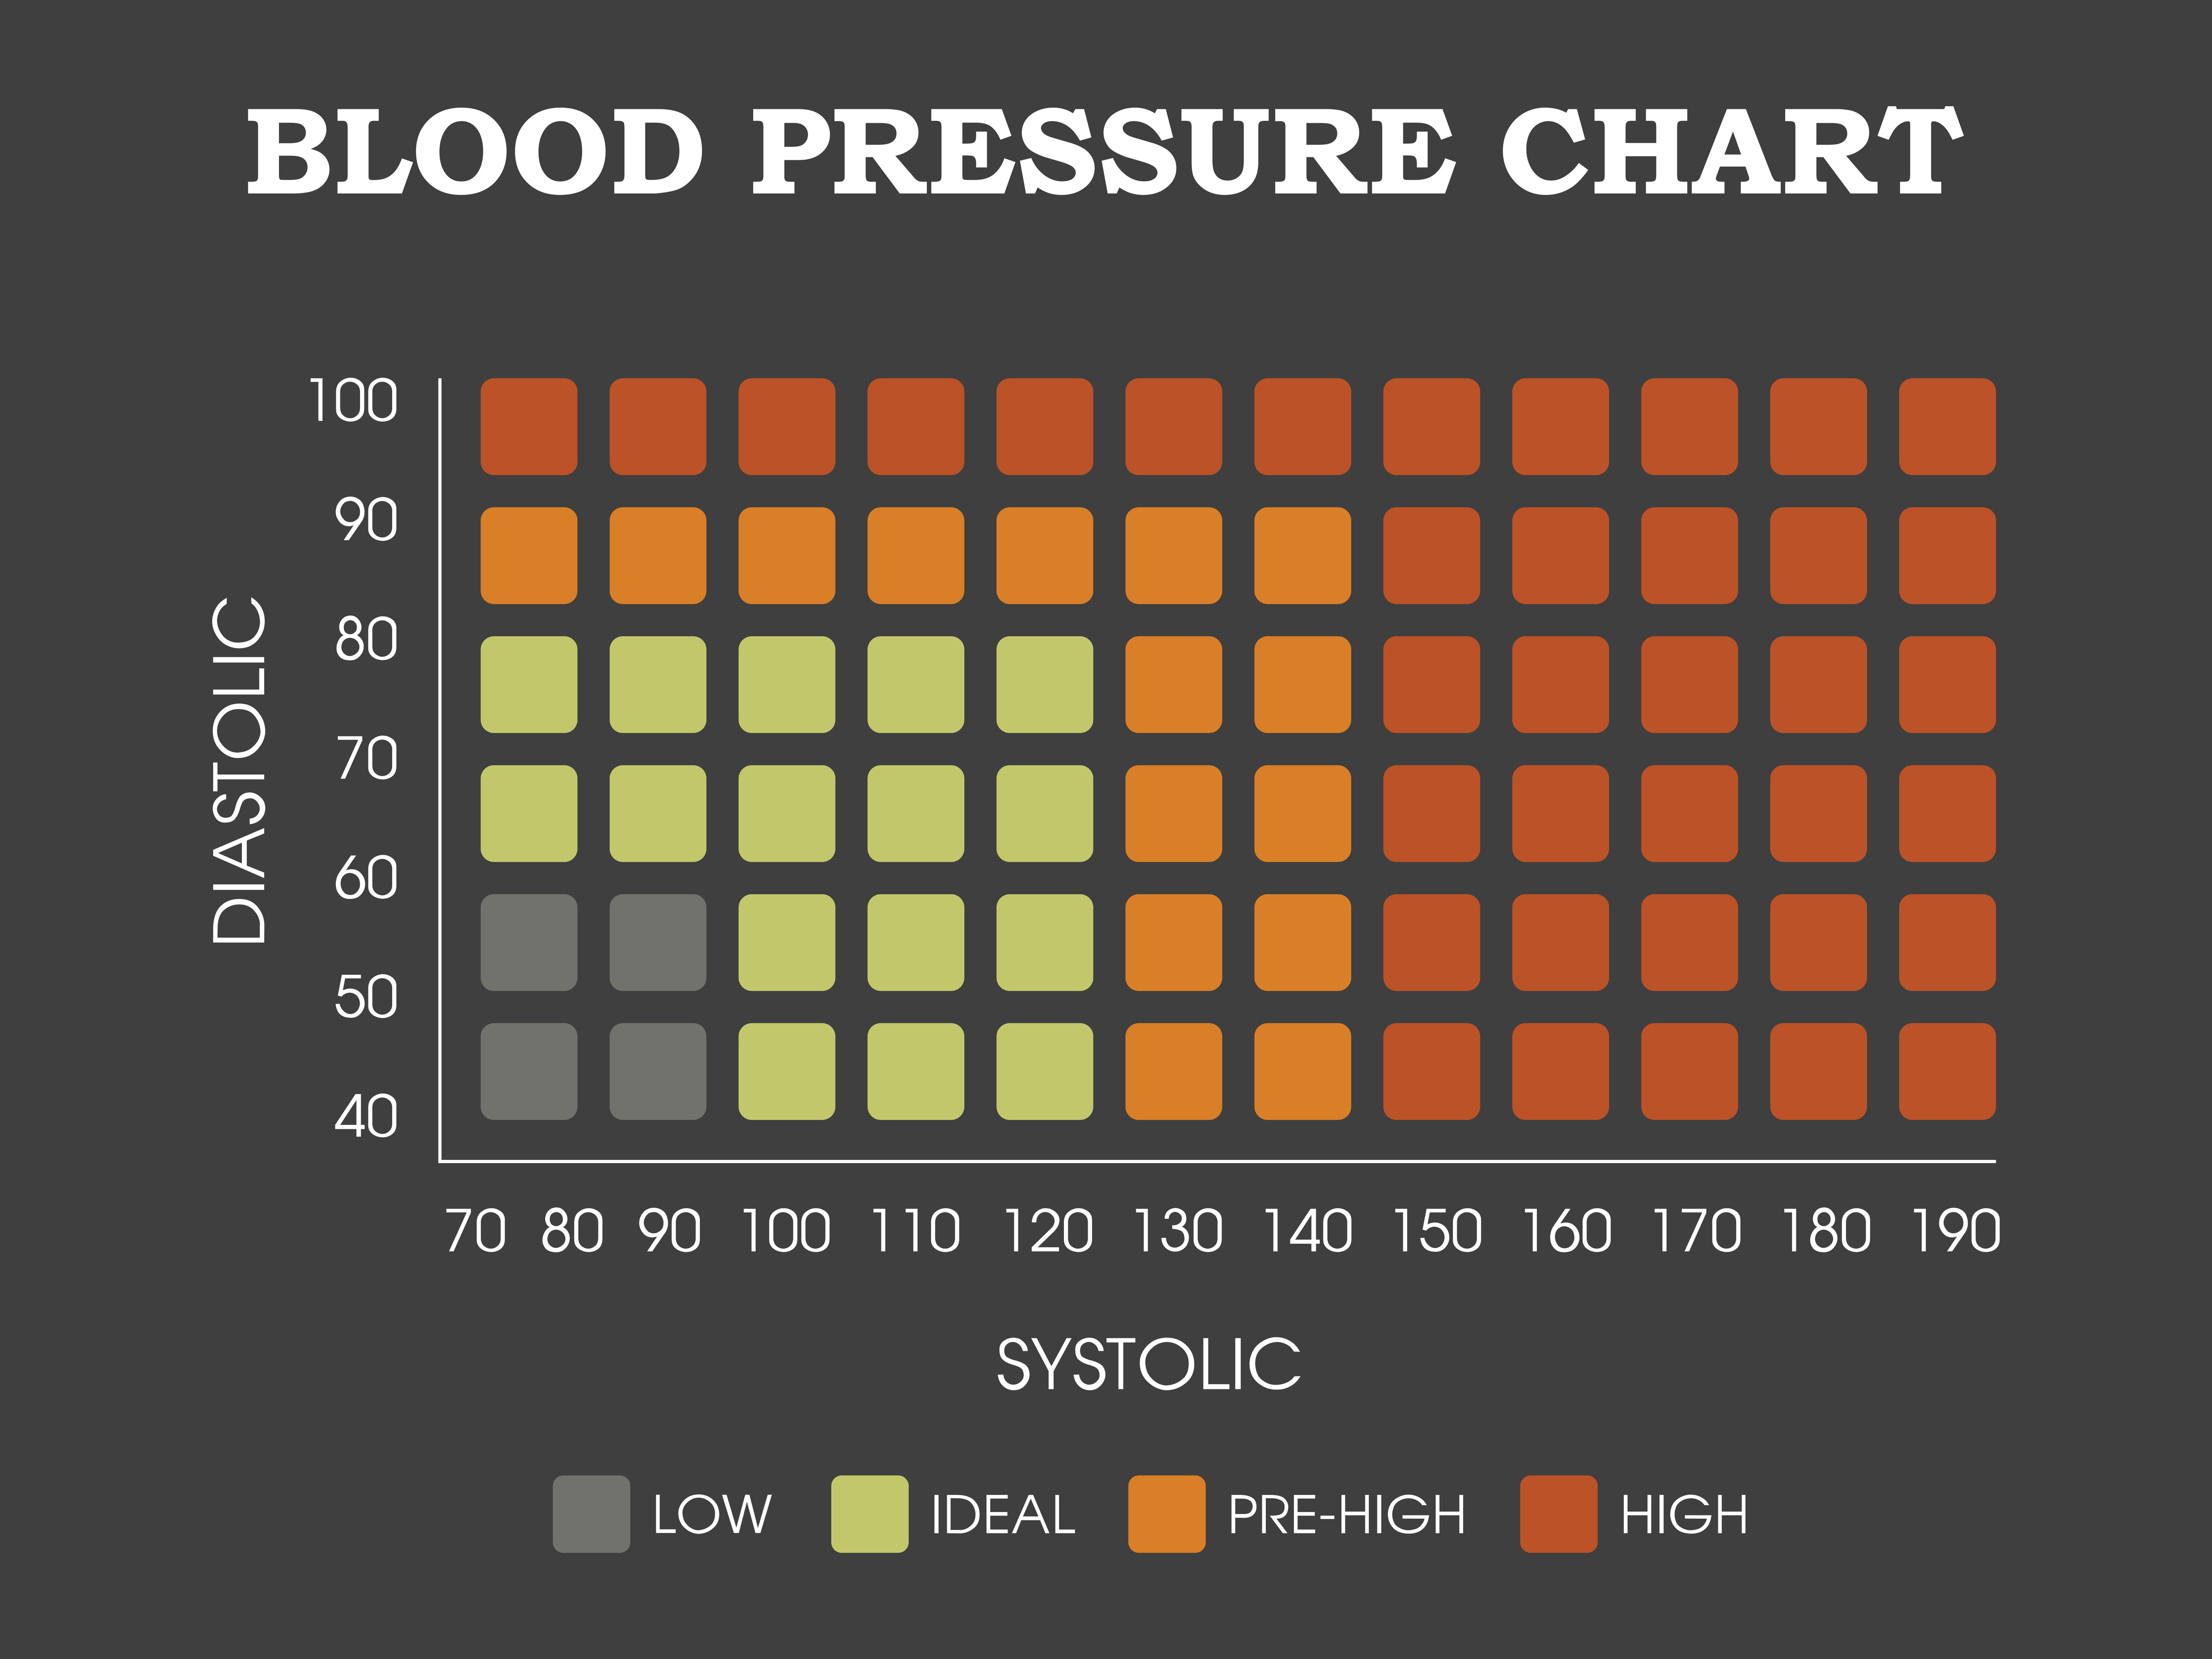 BLOOD PRESSURE CHART
100
90
80
70
60
50
40
DIASTOLIC
70 80 90 100 110 120 130 140 150 160 170 180 190
SYSTOLIC
LOW IDEAL PRE-HIGH HIGH